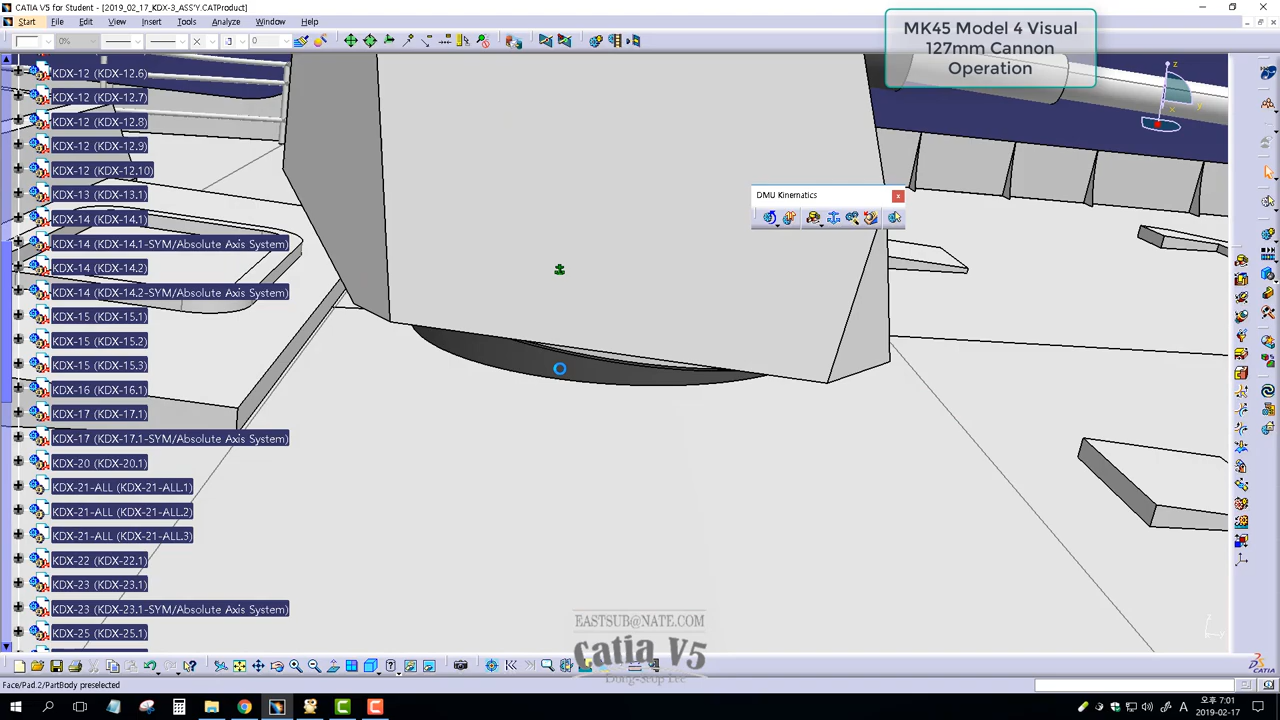 CATIA V5 for Student - [2019_02_17_KDX-3_ASS'Y.CATProduct]
Start File Edit View Insert Tools Analyze Window Help
0% 0
MK45 Model 4 Visual
127mm Cannon
Operation
z
x y
KDX-12 (KDX-12.6)
KDX-12 (KDX-12.7)
KDX-12 (KDX-12.8)
KDX-12 (KDX-12.9)
KDX-12 (KDX-12.10)
KDX-13 (KDX-13.1)
DMU Kinematics
KDX-14 (KDX-14.1)
KDX-14 (KDX-14.1-SYM/Absolute Axis System)
KDX-14 (KDX-14.2)
KDX-14 (KDX-14.2-SYM/Absolute Axis System)
KDX-15 (KDX-15.1)
KDX-15 (KDX-15.2)
KDX-15 (KDX-15.3)
KDX-16 (KDX-16.1)
KDX-17 (KDX-17.1)
KDX-17 (KDX-17.1-SYM/Absolute Axis System)
KDX-20 (KDX-20.1)
KDX-21-ALL (KDX-21-ALL.1)
KDX-21-ALL (KDX-21-ALL.2)
KDX-21-ALL (KDX-21-ALL.3)
KDX-22 (KDX-22.1)
KDX-23 (KDX-23.1)
KDX-23 (KDX-23.1-SYM/Absolute Axis System)
KDX-25 (KDX-25.1)
EASTSUB@NATE.COM
Catia V5
Dong-Seop Lee
CATIA
Face/Pad.2/PartBody preselected
A 오후 7:01
2019-02-17